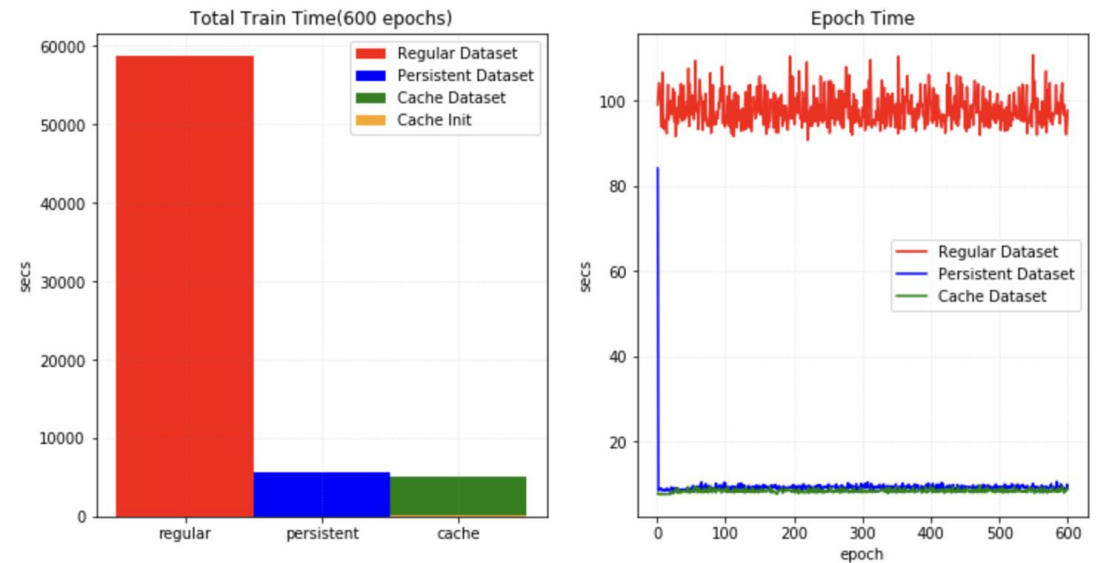 Total Train Time(600 epochs)
60000
50000
40000
30000
20000
10000
0
secs
Regular Dataset
Persistent Dataset
Cache Dataset
Cache Init
regular
persistent
cache
Epoch Time
100
80
60
40
20
secs
Regular Dataset
Persistent Dataset
Cache Dataset
0 100 200 300 400 500 600
epoch